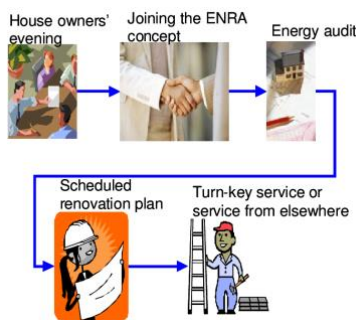 House owners'
evening
Joining the ENRA
concept
Energy audit
Scheduled
renovation plan
Turn-key service or
service from elsewhere